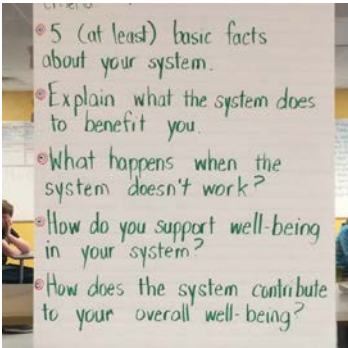 5 (at least) basic facts
about your system.
Explain what the system does
to benefit you.
What happens when the
system doesn't work?
How do you support well-being
in your system?
How does the system contribute
to your overall well-being?